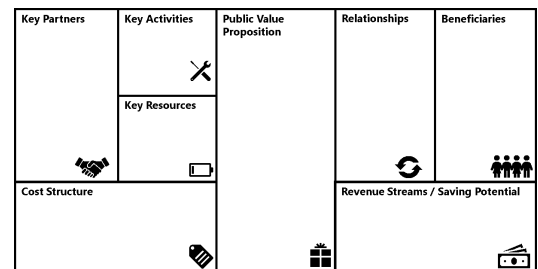 Key Partners
Key Activities
Public Value
Proposition
Relationships
Beneficiaries
Key Resources
Cost Structure
Revenue Streams / Saving Potential